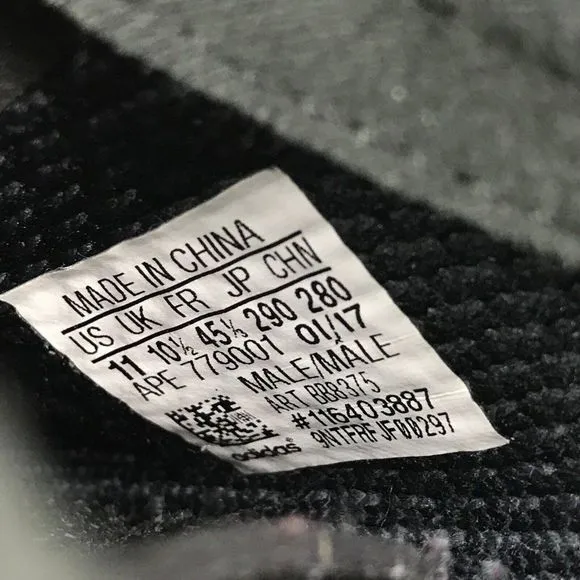 MADE IN CHINA
US UK FR JP CHN
11 10½ 45⅓ 290 280
APE 779001 01/17
MALE/MALE
ART BB8375
#116403887
9NTFRFJF00297
adidas®